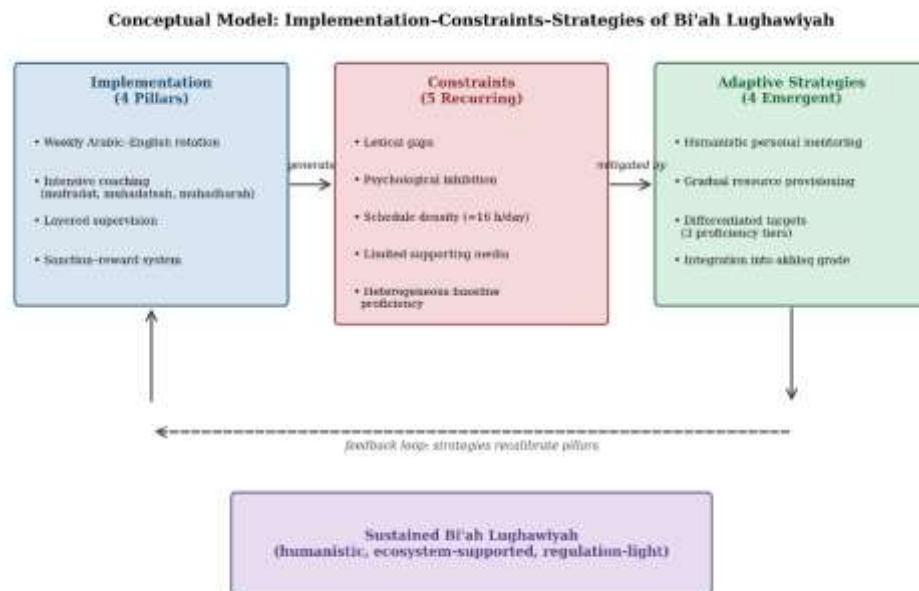 Conceptual Model: Implementation–Constraints–Strategies of Bi'ah Lughawiyah
Implementation
(4 Pillars)
• Weekly Arabic–English rotation
• Intensive coaching
(mufradat, muhadatsah, muhadharah)
• Layered supervision
• Sanction–reward system
generate
Constraints
(5 Recurring)
• Lexical gaps
• Psychological inhibition
• Schedule density (≈16 h/day)
• Limited supporting media
• Heterogeneous baseline
proficiency
mitigated by
Adaptive Strategies
(4 Emergent)
• Humanistic personal mentoring
• Gradual resource provisioning
• Differentiated targets
(3 proficiency tiers)
• Integration into akhlaq grade
feedback loop: strategies recalibrate pillars
Sustained Bi'ah Lughawiyah
(humanistic, ecosystem-supported, regulation-light)